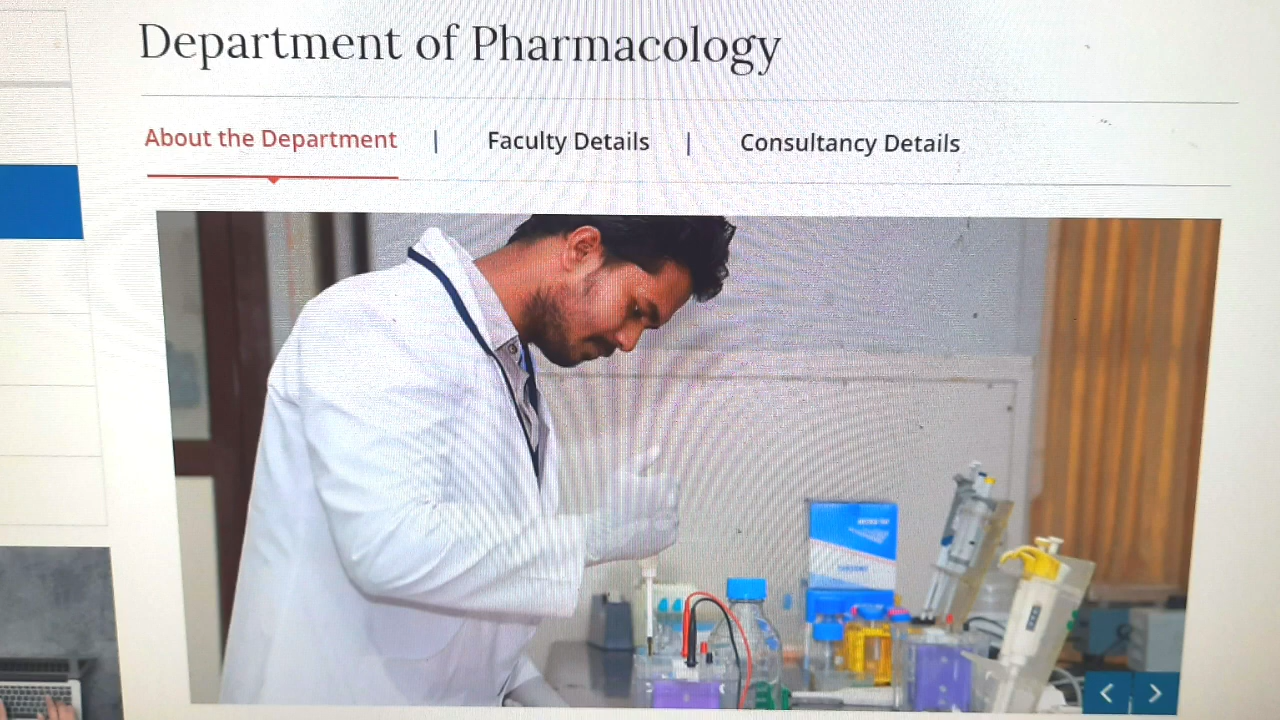 Department of Pharmacology
About the Department | Faculty Details | Consultancy Details